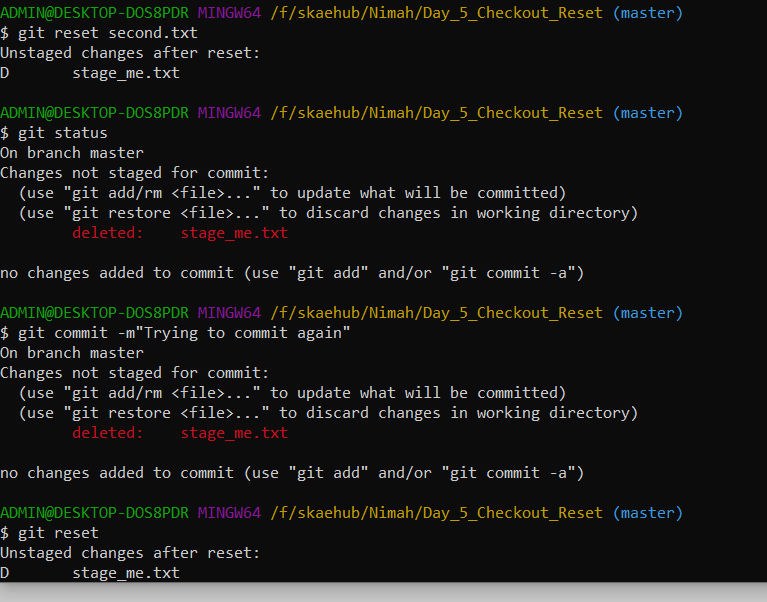 ADMIN@DESKTOP-DOS8PDR MINGW64 /f/skaehub/Nimah/Day_5_Checkout_Reset (master)
$ git reset second.txt
Unstaged changes after reset:
D       stage_me.txt

ADMIN@DESKTOP-DOS8PDR MINGW64 /f/skaehub/Nimah/Day_5_Checkout_Reset (master)
$ git status
On branch master
Changes not staged for commit:
  (use "git add/rm <file>..." to update what will be committed)
  (use "git restore <file>..." to discard changes in working directory)
        deleted:    stage_me.txt

no changes added to commit (use "git add" and/or "git commit -a")

ADMIN@DESKTOP-DOS8PDR MINGW64 /f/skaehub/Nimah/Day_5_Checkout_Reset (master)
$ git commit -m"Trying to commit again"
On branch master
Changes not staged for commit:
  (use "git add/rm <file>..." to update what will be committed)
  (use "git restore <file>..." to discard changes in working directory)
        deleted:    stage_me.txt

no changes added to commit (use "git add" and/or "git commit -a")

ADMIN@DESKTOP-DOS8PDR MINGW64 /f/skaehub/Nimah/Day_5_Checkout_Reset (master)
$ git reset
Unstaged changes after reset:
D       stage_me.txt